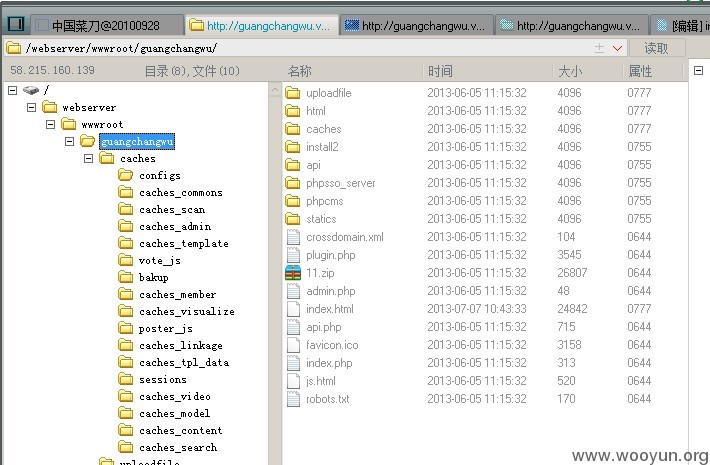 中国菜刀@20100928 http://guangchangwu.v... http://guangchangwu.v... http://guangchangwu.v... [编辑] in
/webserver/wwwroot/guangchangwu/ 读取
58.215.160.139 目录(8),文件(10) 名称 时间 大小 属性
/
webserver
wwwroot
guangchangwu
caches
configs
caches_commons
caches_scan
caches_admin
caches_template
vote_js
bakup
caches_member
caches_visualize
poster_js
caches_linkage
caches_tpl_data
sessions
caches_video
caches_model
caches_content
caches_search
uploadfile
uploadfile 2013-06-05 11:15:32 4096 0777
html 2013-06-05 11:15:32 4096 0777
caches 2013-06-05 11:15:32 4096 0777
install2 2013-06-05 11:15:32 4096 0755
api 2013-06-05 11:15:32 4096 0755
phpsso_server 2013-06-05 11:15:32 4096 0755
phpcms 2013-06-05 11:15:32 4096 0755
statics 2013-06-05 11:15:32 4096 0755
crossdomain.xml 2013-06-05 11:15:32 104 0644
plugin.php 2013-06-05 11:15:32 3545 0644
11.zip 2013-06-05 11:15:32 26807 0644
admin.php 2013-06-05 11:15:32 48 0644
index.html 2013-07-07 10:43:33 24842 0777
api.php 2013-06-05 11:15:32 715 0644
favicon.ico 2013-06-05 11:15:32 3158 0644
index.php 2013-06-05 11:15:32 313 0644
js.html 2013-06-05 11:15:32 520 0644
robots.txt 2013-06-05 11:15:32 170 0644
www.wooyun.org